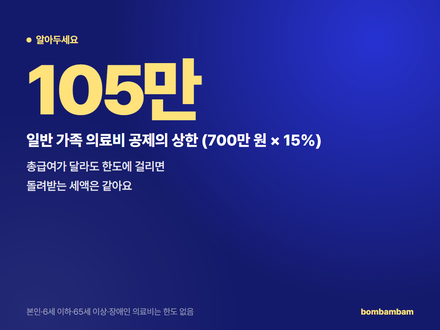 알아두세요
105만
일반 가족 의료비 공제의 상한 (700만 원 × 15%)
총급여가 달라도 한도에 걸리면
돌려받는 세액은 같아요
본인·6세 이하·65세 이상·장애인 의료비는 한도 없음
bombambam